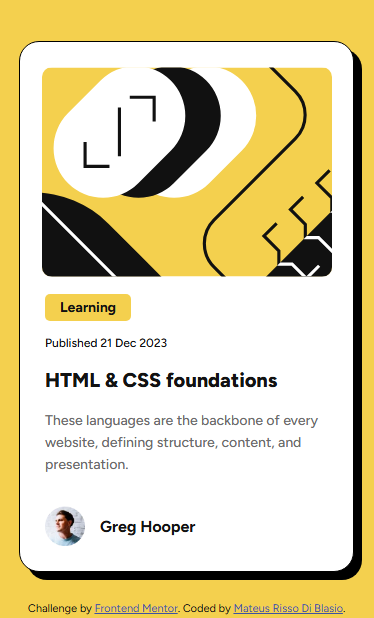 Learning
Published 21 Dec 2023
HTML & CSS foundations
These languages are the backbone of every
website, defining structure, content, and
presentation.
Greg Hooper
Challenge by Frontend Mentor. Coded by Mateus Risso Di Blasio.